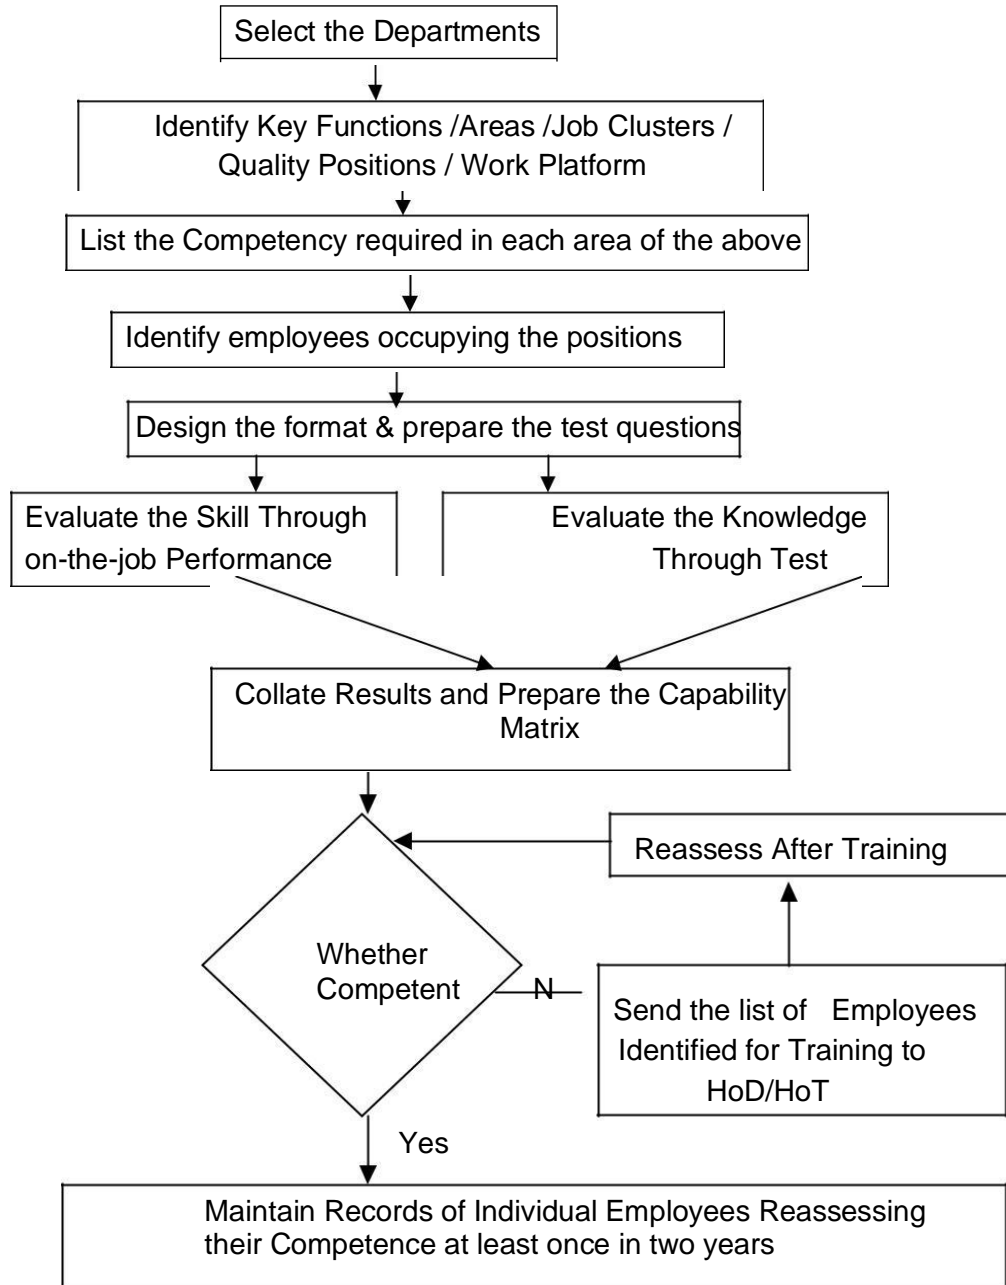 Select the Departments
Identify Key Functions /Areas /Job Clusters /
Quality Positions / Work Platform
List the Competency required in each area of the above
Identify employees occupying the positions
Design the format & prepare the test questions
Evaluate the Skill Through
on-the-job Performance
Evaluate the Knowledge
Through Test
Collate Results and Prepare the Capability
Matrix
Reassess After Training
Whether
Competent
N
Send the list of Employees
Identified for Training to
HoD/HoT
Yes
Maintain Records of Individual Employees Reassessing
their Competence at least once in two years